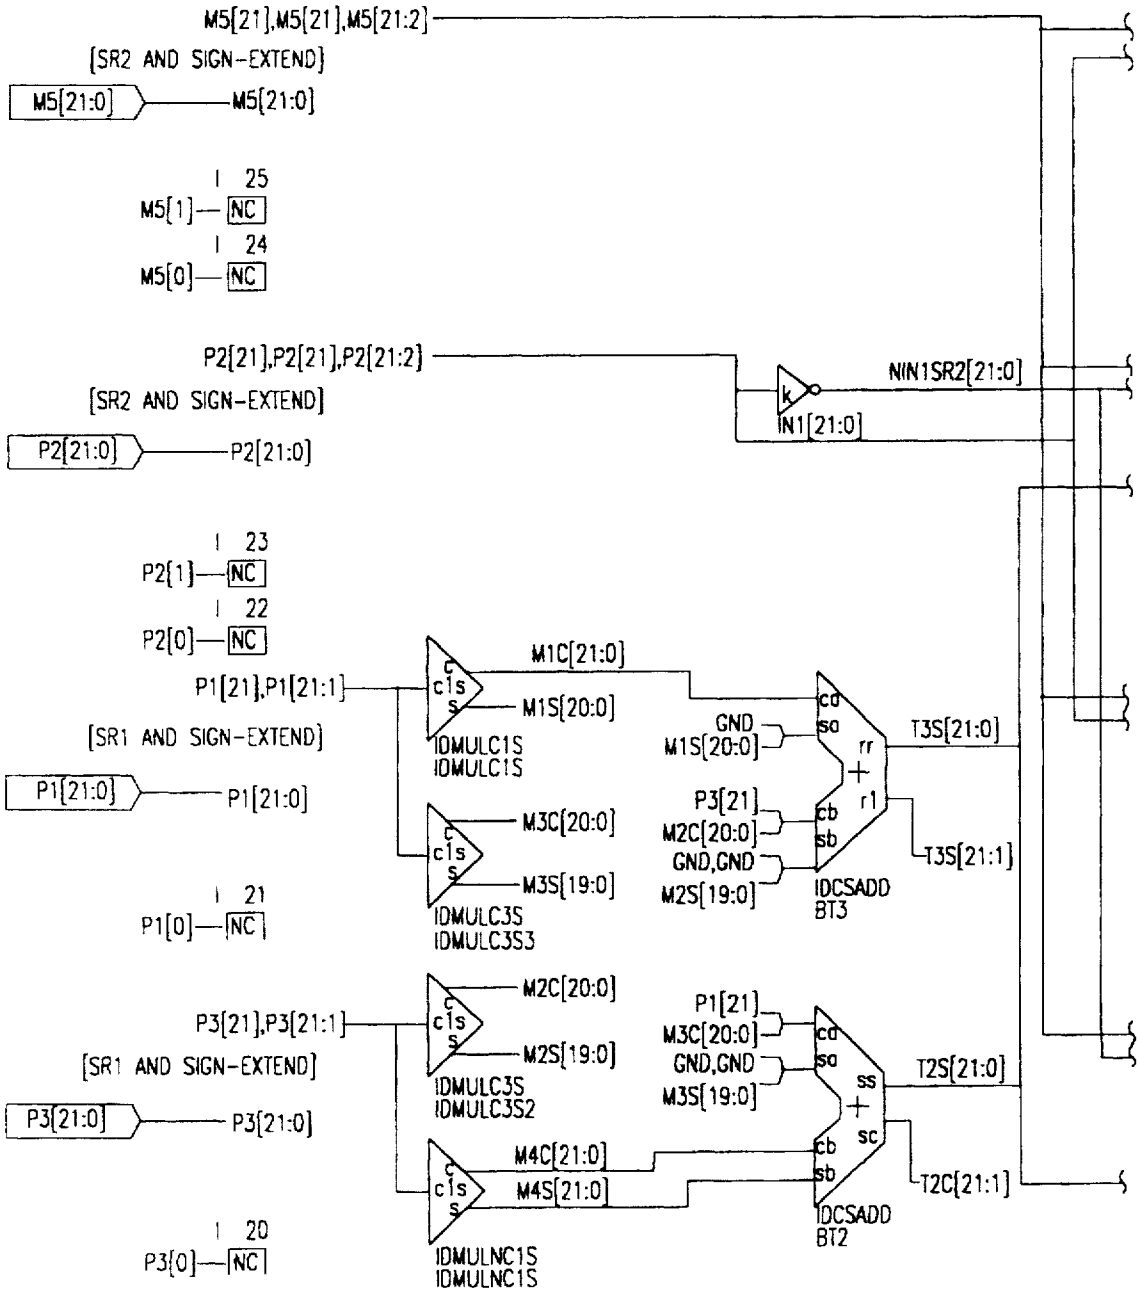 M5[21],M5[21],M5[21:2]
[SR2 AND SIGN-EXTEND]
M5[21:0]
M5[21:0]
I 25
M5[1]
NC
I 24
M5[0]
NC
P2[21],P2[21],P2[21:2]
NIN1SR2[21:0]
k
[SR2 AND SIGN-EXTEND]
IN1[21:0]
P2[21:0]
P2[21:0]
I 23
P2[1]
NC
I 22
P2[0]
NC
M1C[21:0]
P1[21],P1[21:1]
c
c1s
s
M1S[20:0]
ca
sa
GND
M1S[20:0]
T3S[21:0]
[SR1 AND SIGN-EXTEND]
IDMULC1S
IDMULC1S
rr
+
r1
P1[21:0]
P1[21:0]
P3[21]
M2C[20:0]
cb
sb
M3C[20:0]
c
c1s
s
GND,GND
M2S[19:0]
T3S[21:1]
M3S[19:0]
IDCSADD
BT3
I 21
P1[0]
NC
IDMULC3S
IDMULC3S3
M2C[20:0]
c
c1s
s
P3[21],P3[21:1]
P1[21]
M3C[20:0]
ca
sa
M2S[19:0]
GND,GND
M3S[19:0]
T2S[21:0]
[SR1 AND SIGN-EXTEND]
IDMULC3S
IDMULC3S2
ss
+
sc
P3[21:0]
P3[21:0]
M4C[21:0]
cb
sb
c
c1s
s
M4S[21:0]
T2C[21:1]
IDCSADD
BT2
I 20
P3[0]
NC
IDMULNC1S
IDMULNC1S